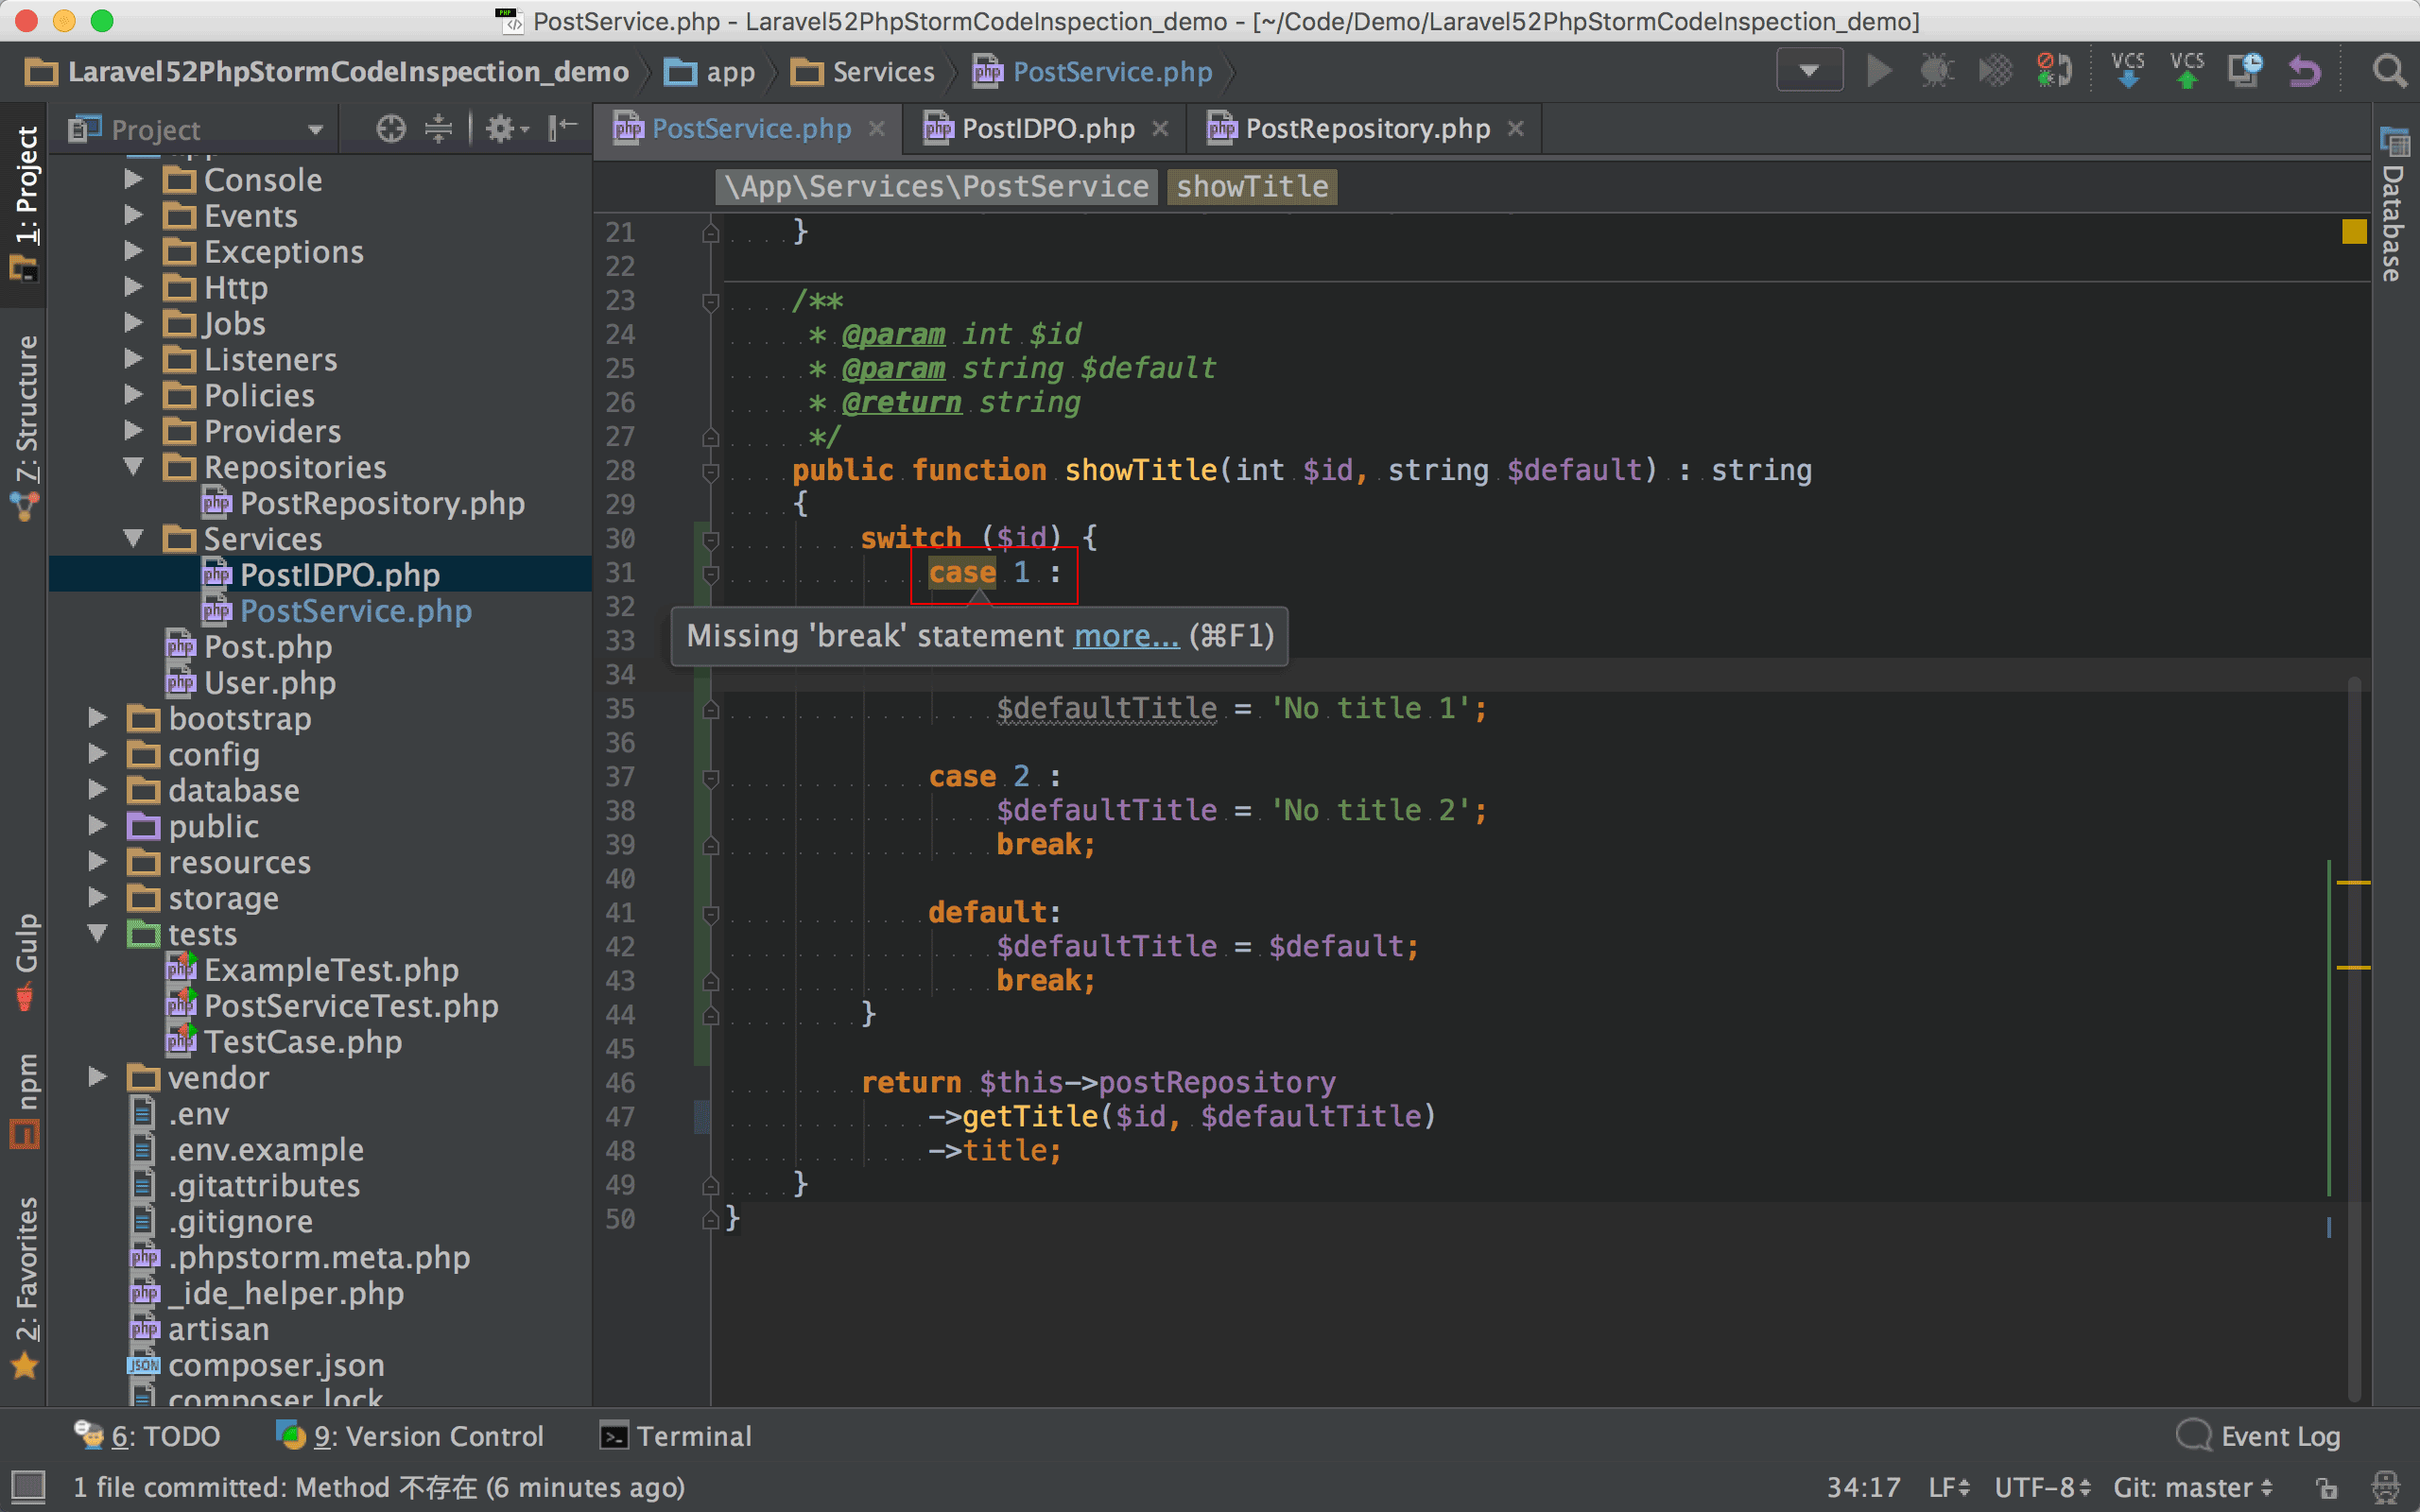 PostService.php - Laravel52PhpStormCodeInspection_demo - [~/Code/Demo/Laravel52PhpStormCodeInspection_demo]
Laravel52PhpStormCodeInspection_demo app Services PostService.php VCS VCS
Project
PostService.php PostIDPO.php PostRepository.php
\App\Services\PostService showTitle
1: Project
Z: Structure
Gulp
npm
2: Favorites
Console
Events
Exceptions
Http
Jobs
Listeners
Policies
Providers
Repositories
PostRepository.php
Services
PostIDPO.php
PostService.php
Post.php
User.php
bootstrap
config
database
public
resources
storage
tests
ExampleTest.php
PostServiceTest.php
TestCase.php
vendor
.env
.env.example
.gitattributes
.gitignore
.phpstorm.meta.php
_ide_helper.php
artisan
composer.json
composer.lock
21 }
22
23 /**
24 * @param int $id
25 * @param string $default
26 * @return string
27 */
28 public function showTitle(int $id, string $default) : string
29 {
30 switch ($id) {
31 case 1 :
32
33 Missing 'break' statement more... (⌘F1)
34
35 $defaultTitle = 'No title 1';
36
37 case 2 :
38 $defaultTitle = 'No title 2';
39 break;
40
41 default:
42 $defaultTitle = $default;
43 break;
44 }
45
46 return $this->postRepository
47 ->getTitle($id, $defaultTitle)
48 ->title;
49 }
50 }
Database
6: TODO 9: Version Control Terminal Event Log
1 file committed: Method 不存在 (6 minutes ago) 34:17 LF UTF-8 Git: master